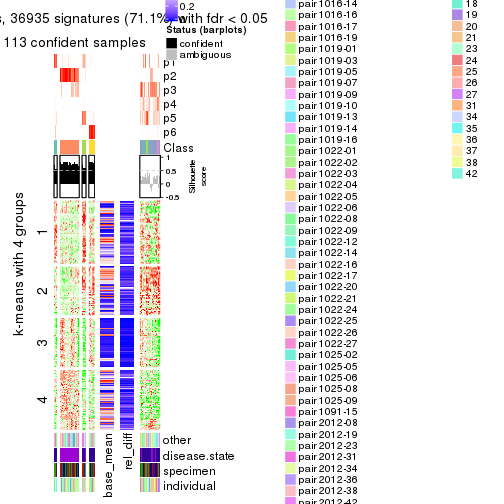 0.2
0
, 36935 signatures (71.1%) with fdr < 0.05
Status (barplots)
113 confident samples
confident
ambiguous
p1
p2
p3
p4
p5
p6
Class
1
0.5
0
-0.5
Silhouette
score
k-means with 4 groups
1
2
3
4
base_mean
rel_diff
other
disease.state
specimen
individual
pair1016-14
pair1016-16
pair1016-17
pair1016-19
pair1019-01
pair1019-03
pair1019-05
pair1019-07
pair1019-09
pair1019-10
pair1019-13
pair1019-14
pair1019-16
pair1022-01
pair1022-02
pair1022-03
pair1022-04
pair1022-05
pair1022-06
pair1022-08
pair1022-09
pair1022-12
pair1022-14
pair1022-16
pair1022-17
pair1022-20
pair1022-21
pair1022-24
pair1022-25
pair1022-26
pair1022-27
pair1025-02
pair1025-05
pair1025-06
pair1025-08
pair1025-09
pair1091-15
pair2012-08
pair2012-19
pair2012-23
pair2012-31
pair2012-34
pair2012-36
pair2012-38
pair2012-42
18
19
20
21
23
24
25
26
27
31
34
35
36
37
38
42